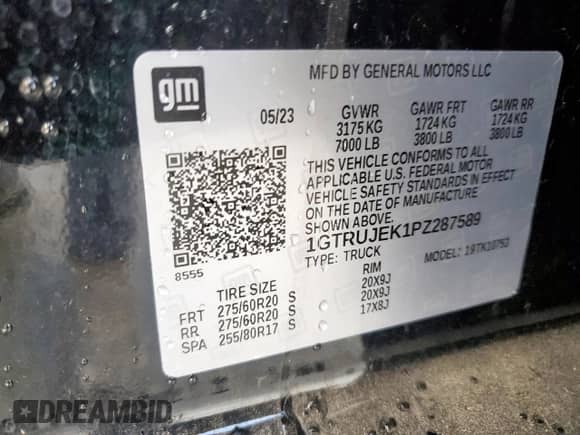 gm
MFD BY GENERAL MOTORS LLC
05/23 GVWR GAWR FRT GAWR RR
3175 KG 1724 KG 1724 KG
7000 LB 3800 LB 3800 LB
THIS VEHICLE CONFORMS TO ALL
APPLICABLE U.S. FEDERAL MOTOR
VEHICLE SAFETY STANDARDS IN EFFECT
ON THE DATE OF MANUFACTURE
SHOWN ABOVE.
1GTRUJEK1PZ287589
TYPE: TRUCK MODEL: 19TK10750
8555
TIRE SIZE RIM
FRT 275/60R20 S 20X9J
RR 275/60R20 S 20X9J
SPA 255/80R17 S 17X8J
DREAMBID